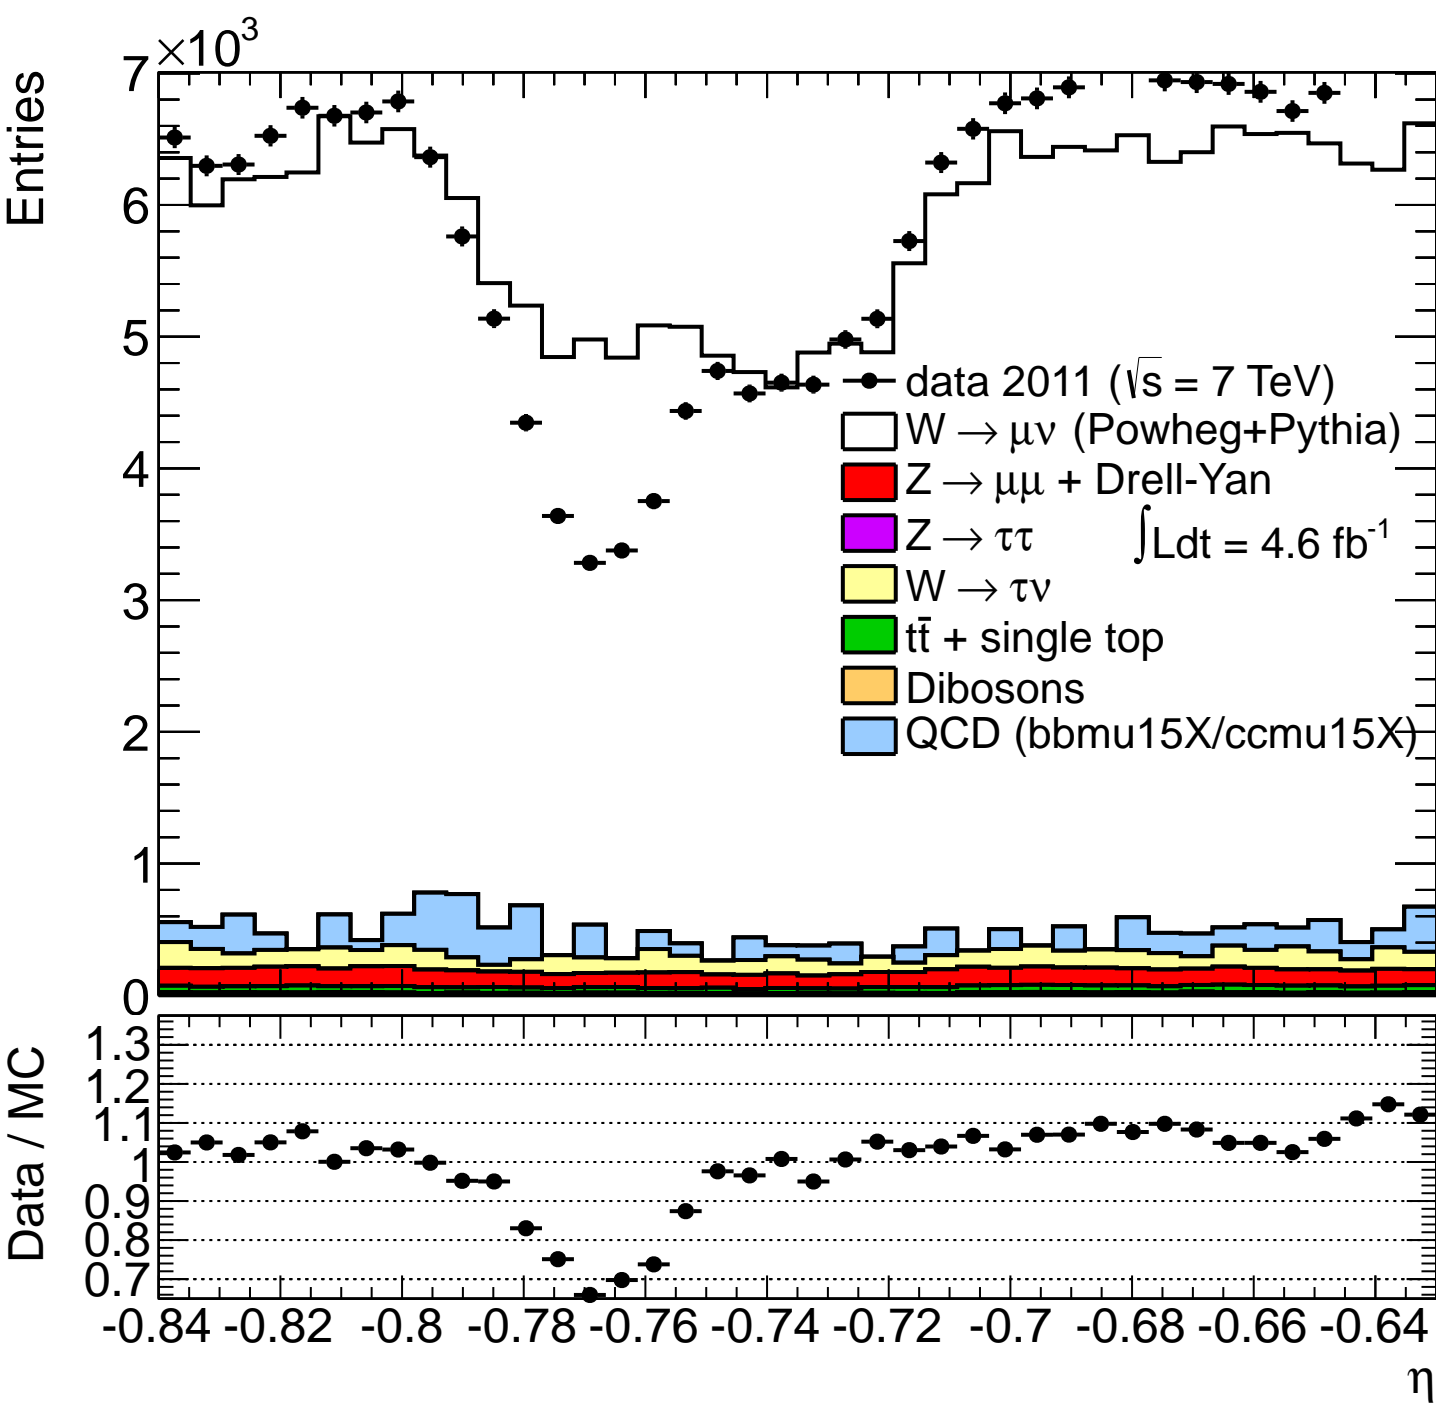 ×10³
Entries
7
6
5
4
3
2
1
0
data 2011 (√s = 7 TeV)
W → μν (Powheg+Pythia)
Z → μμ + Drell-Yan
Z → ττ
∫Ldt = 4.6 fb⁻¹
W → τν
tt̄ + single top
Dibosons
QCD (bbmu15X/ccmu15X)
Data / MC
1.3
1.2
1.1
1
0.9
0.8
0.7
-0.84 -0.82 -0.8 -0.78 -0.76 -0.74 -0.72 -0.7 -0.68 -0.66 -0.64
η